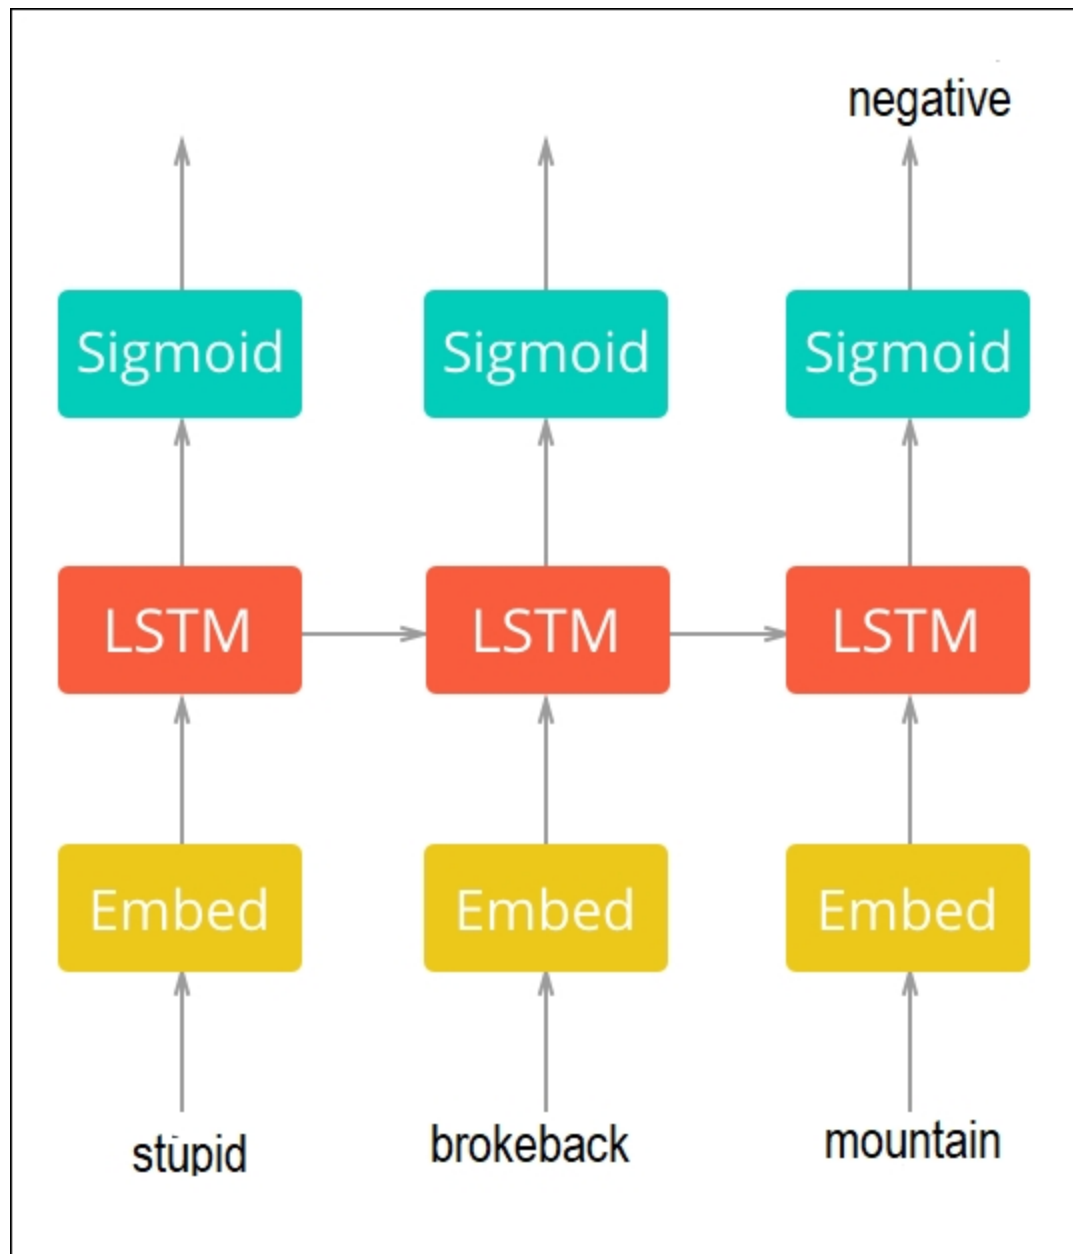 negative
Sigmoid Sigmoid Sigmoid
LSTM LSTM LSTM
Embed Embed Embed
stupid brokeback mountain